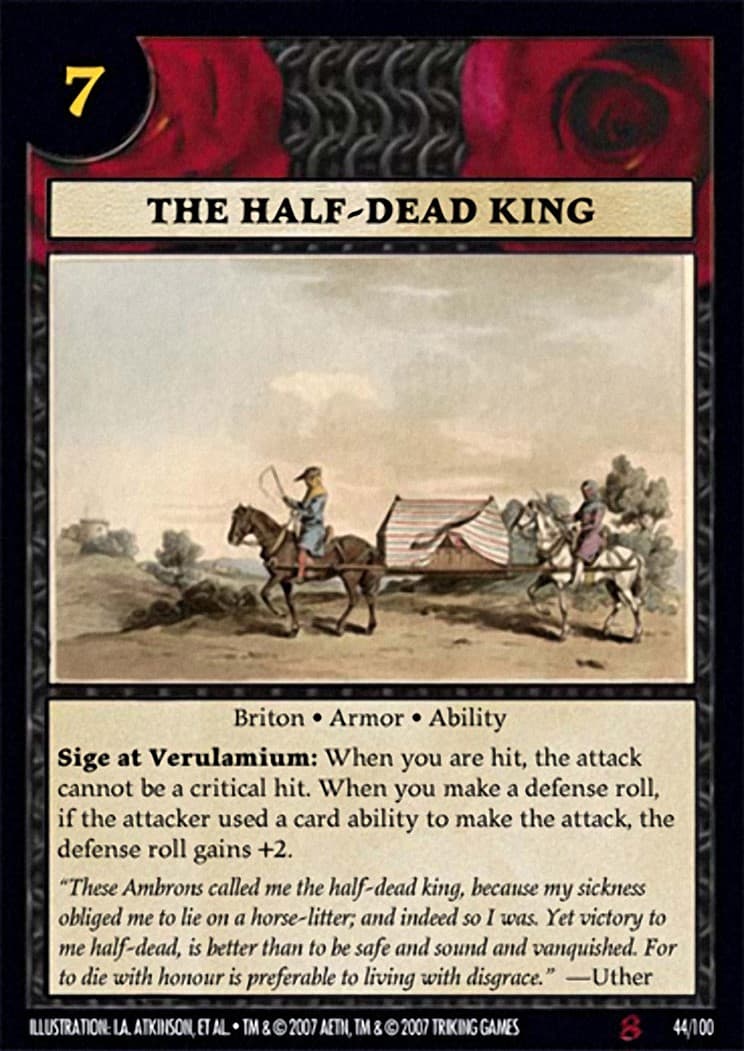 7
THE HALF-DEAD KING
Briton • Armor • Ability
Sige at Verulamium: When you are hit, the attack
cannot be a critical hit. When you make a defense roll,
if the attacker used a card ability to make the attack, the
defense roll gains +2.
“These Ambrons called me the half-dead king, because my sickness
obliged me to lie on a horse-litter; and indeed so I was. Yet victory to
me half-dead, is better than to be safe and sound and vanquished. For
to die with honour is preferable to living with disgrace.” —Uther
ILLUSTRATION: I.A. ATKINSON, ET AL. • TM & © 2007 AETN, TM & © 2007 TRIKING GAMES 8 44/100